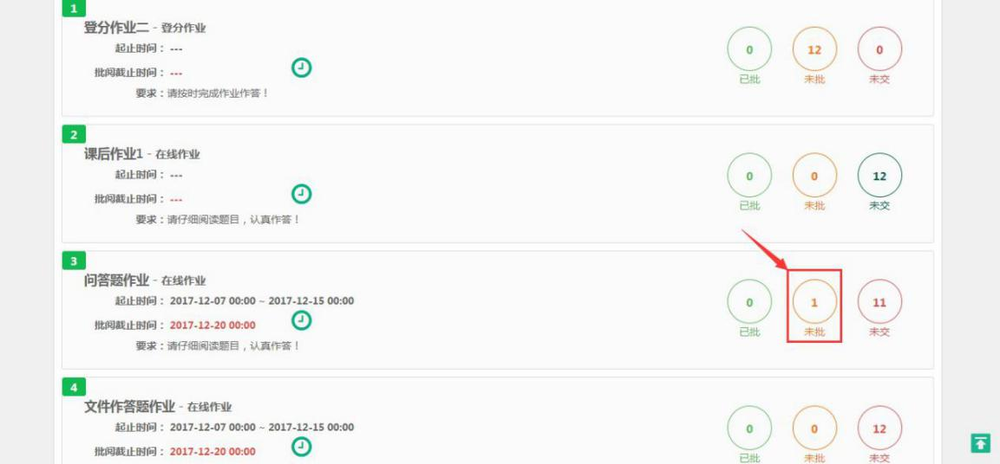 1
登分作业二 - 登分作业
起止时间： ---
批阅截止时间： ---
要求：请按时完成作业作答！
0 12 0
已批 未批 未交
2
课后作业1 - 在线作业
起止时间： ---
批阅截止时间： ---
要求：请仔细阅读题目，认真作答！
0 0 12
已批 未批 未交
3
问答题作业 - 在线作业
起止时间： 2017-12-07 00:00 ~ 2017-12-15 00:00
批阅截止时间： 2017-12-20 00:00
要求：请仔细阅读题目，认真作答！
0 1 11
已批 未批 未交
4
文件作答题作业 - 在线作业
起止时间： 2017-12-07 00:00 ~ 2017-12-15 00:00
批阅截止时间： 2017-12-20 00:00
0 0 12
已批 未批 未交